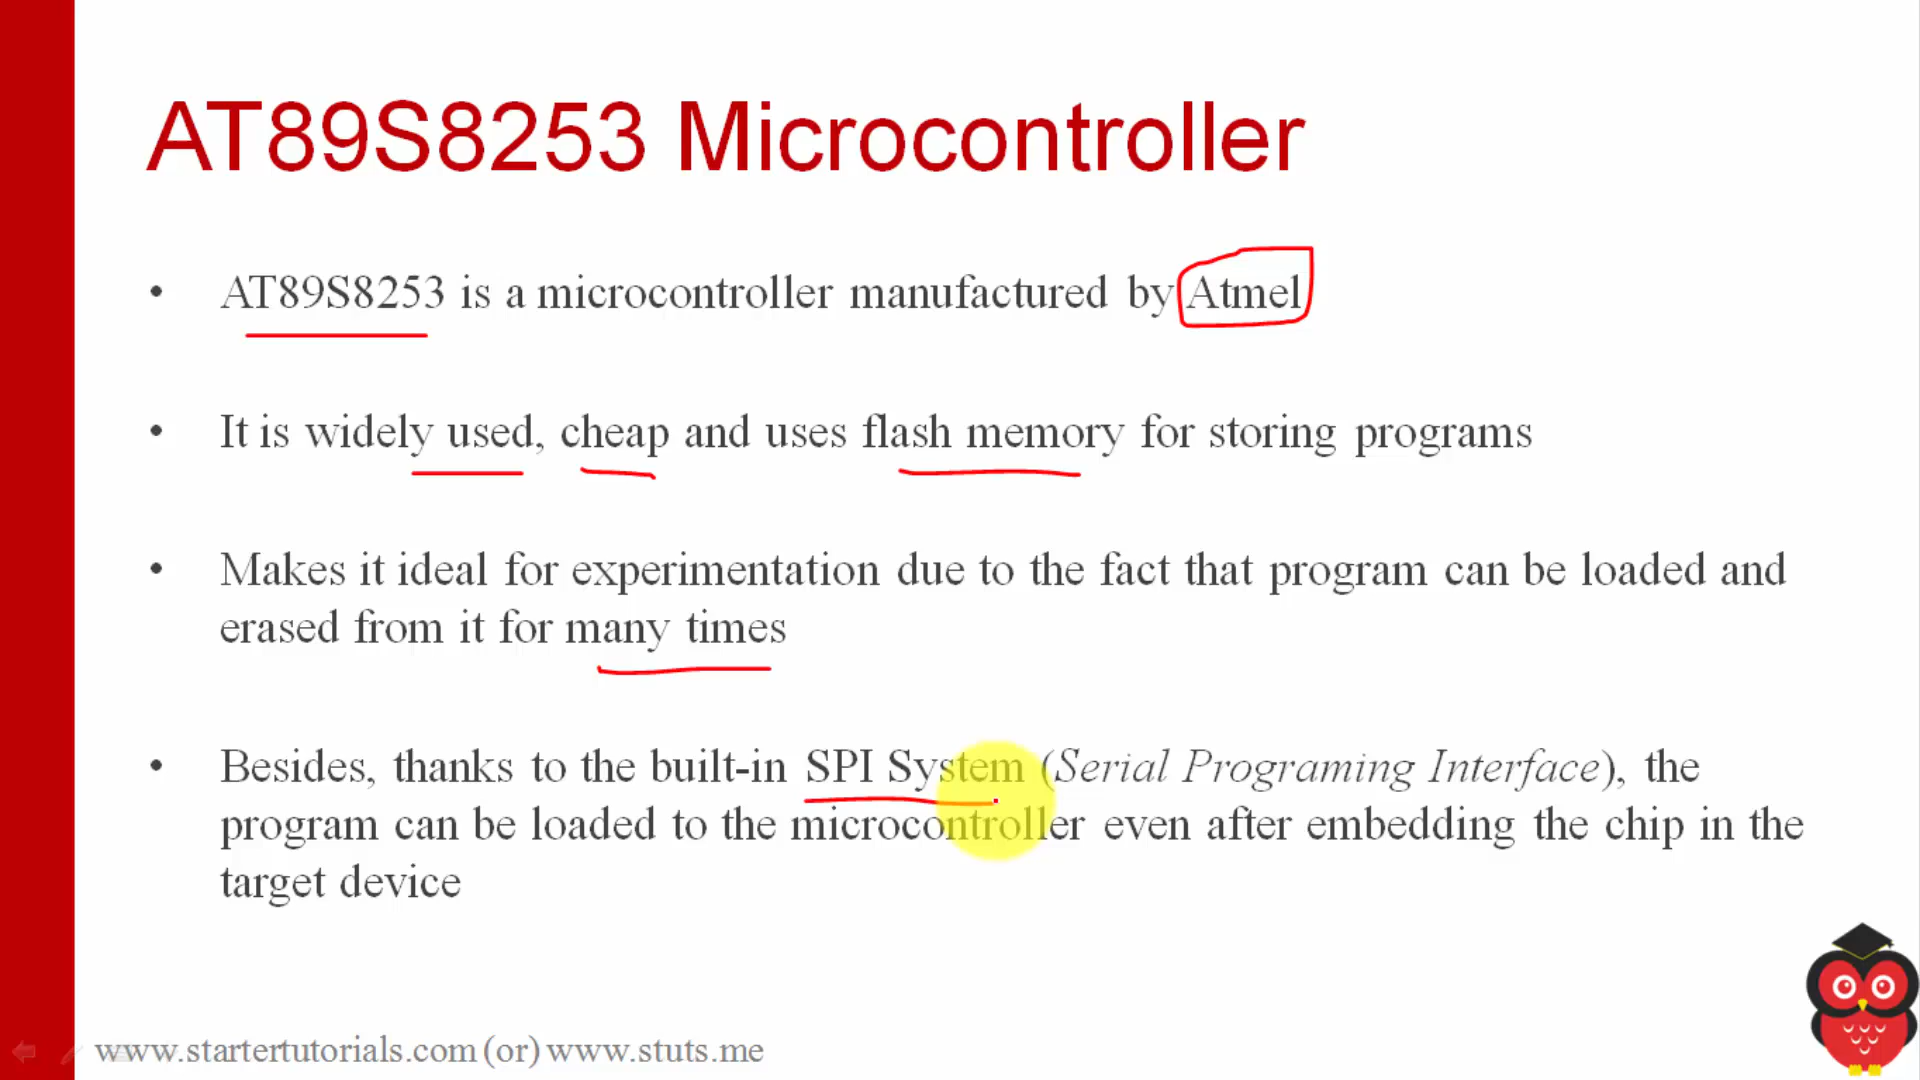 AT89S8253 Microcontroller
• AT89S8253 is a microcontroller manufactured by Atmel
• It is widely used, cheap and uses flash memory for storing programs
• Makes it ideal for experimentation due to the fact that program can be loaded and
erased from it for many times
• Besides, thanks to the built-in SPI System (Serial Programing Interface), the
program can be loaded to the microcontroller even after embedding the chip in the
target device
www.startertutorials.com (or) www.stuts.me